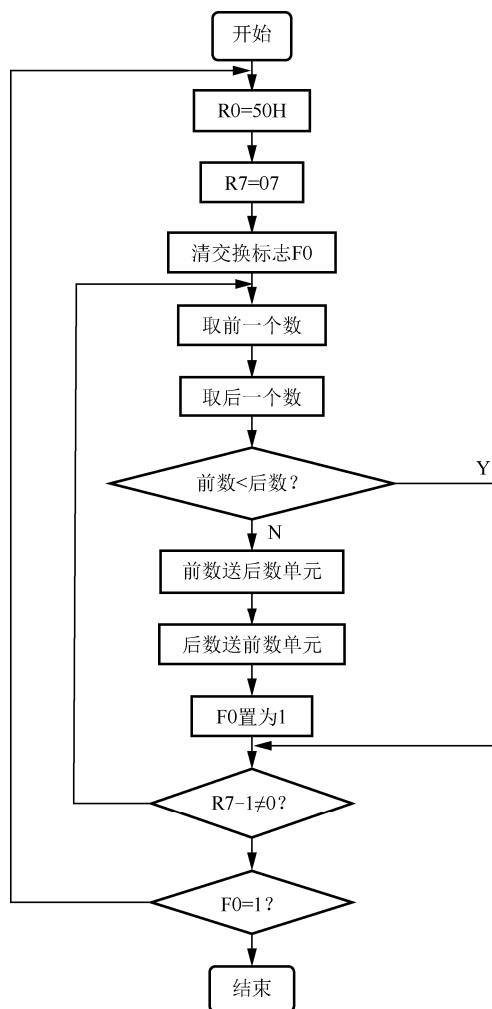 开始
R0=50H
R7=07
清交换标志F0
取前一个数
取后一个数
前数<后数?
Y
N
前数送后数单元
后数送前数单元
F0置为1
R7-1≠0?
F0=1?
结束